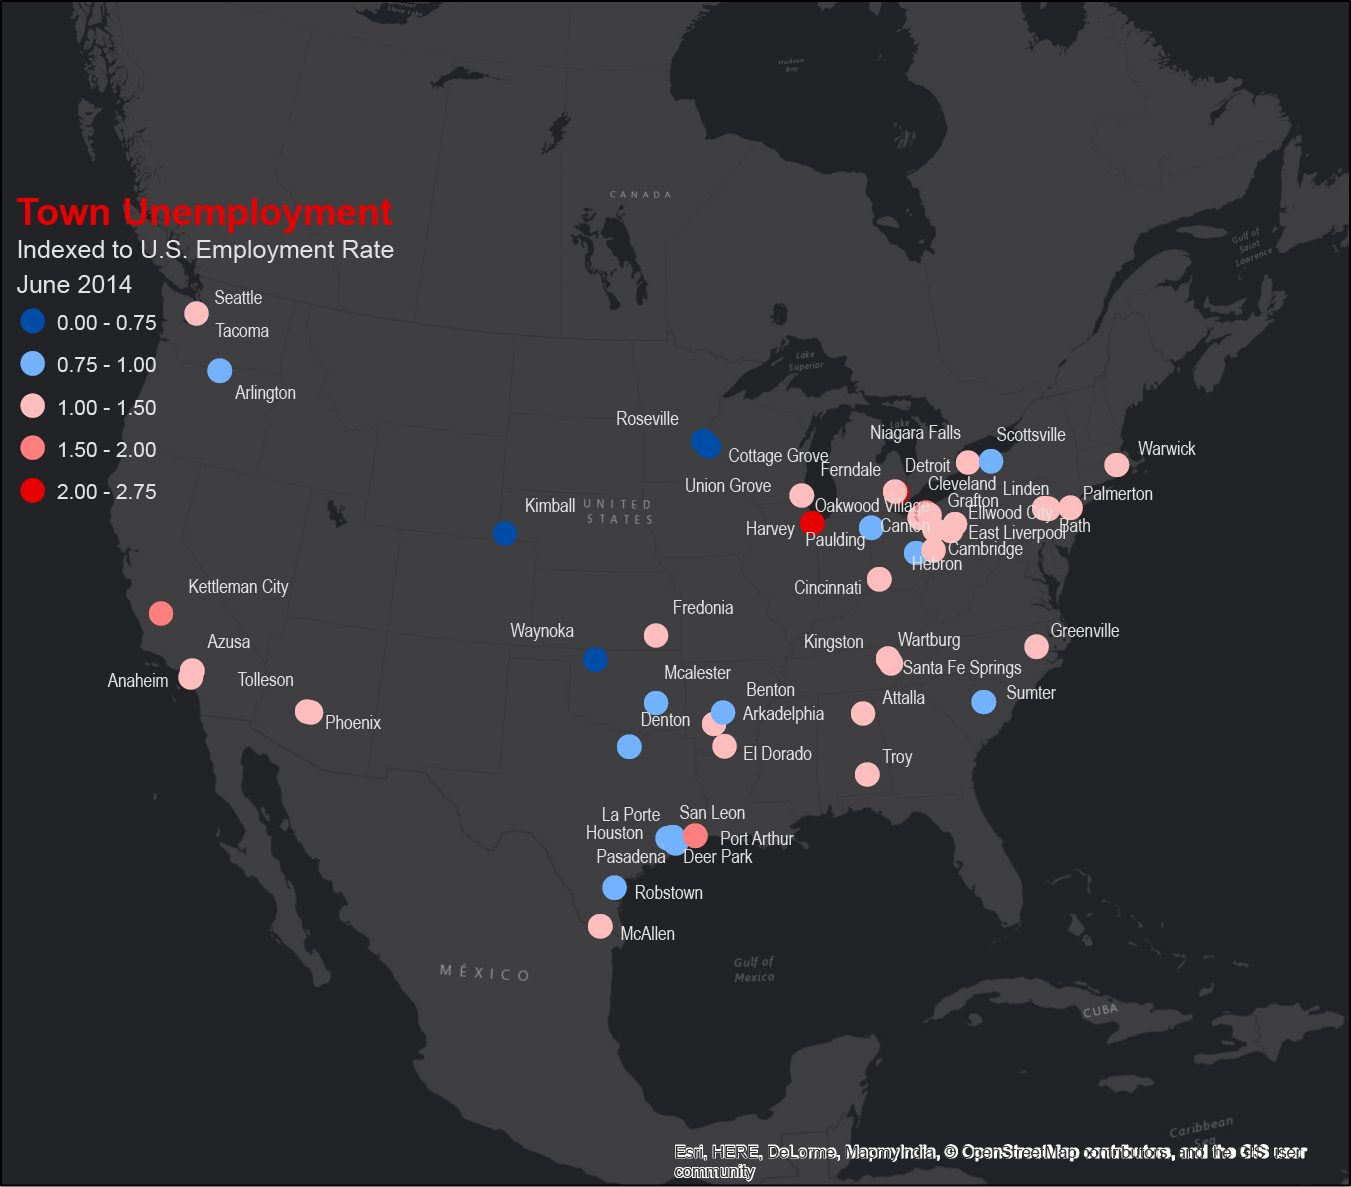 Great
Slave Lake
Hudson
Bay
CANADA
Town Unemployment
Indexed to U.S. Employment Rate
June 2014
0.00 - 0.75
0.75 - 1.00
1.00 - 1.50
1.50 - 2.00
2.00 - 2.75
Gulf of
Saint
Lawrence
Seattle
Tacoma
Arlington
Lake
Superior
Roseville
Cottage Grove
Lake
Niagara Falls
Scottsville
Warwick
Ferndale
Detroit
Union Grove
Cleveland
Linden
Palmerton
Kimball
UNITED
STATES
Oakwood Village
Grafton
Ellwood City
Harvey
Canton
Bath
Paulding
East Liverpool
Cambridge
Hebron
Cincinnati
Kettleman City
Fredonia
Waynoka
Azusa
Kingston
Wartburg
Greenville
Anaheim
Tolleson
Mcalester
Santa Fe Springs
Benton
Attalla
Sumter
Phoenix
Denton
Arkadelphia
El Dorado
Troy
La Porte
San Leon
Houston
Port Arthur
Pasadena
Deer Park
Robstown
McAllen
MÉXICO
Gulf of
Mexico
CUBA
Caribbean
Sea
Esri, HERE, DeLorme, MapmyIndia, © OpenStreetMap contributors, and the GIS user
community